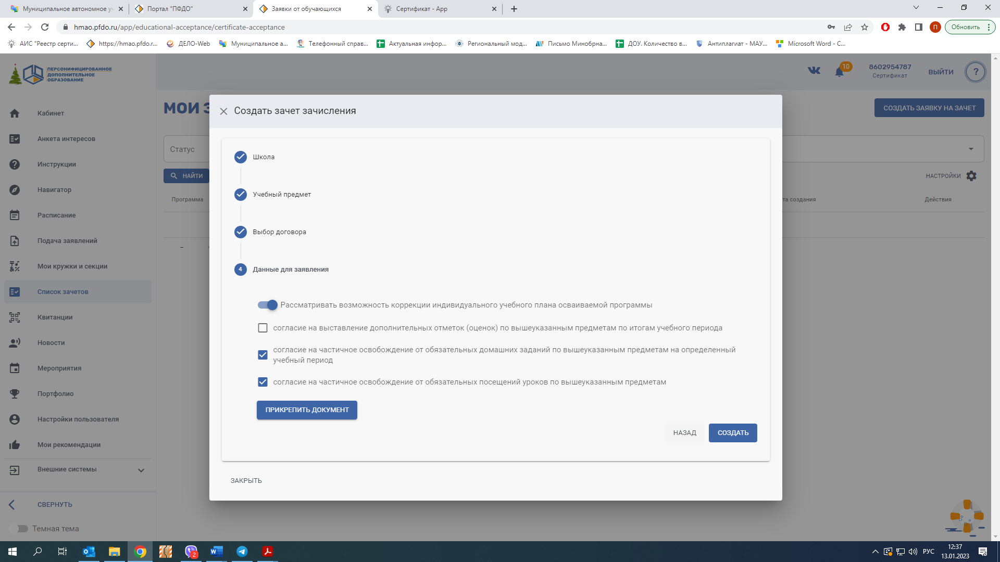 Муниципальное автономное уч
Портал "ПФДО"
Заявки от обучающихся
Сертификат - App
hmao.pfdo.ru/app/educational-acceptance/certificate-acceptance
П
Обновить
АИС "Реестр серти...
https://hmao.pfdo.r...
ДЕЛО-Web
Муниципальное а...
Телефонный справ...
Актуальная инфор...
Региональный мод...
Письмо Минобрна...
ДОУ. Количество в...
Антиплагиат - МАУ...
Microsoft Word - С...
ПЕРСОНИФИЦИРОВАННОЕ
ДОПОЛНИТЕЛЬНОЕ
ОБРАЗОВАНИЕ
10
8602954787
Сертификат
ВЫЙТИ
?
Кабинет
Анкета интересов
Инструкции
Навигатор
Расписание
Подача заявлений
Мои кружки и секции
Список зачетов
Квитанции
Новости
Мероприятия
Портфолио
Настройки пользователя
Мои рекомендации
Внешние системы
СВЕРНУТЬ
Темная тема
МОИ З
СОЗДАТЬ ЗАЯВКУ НА ЗАЧЕТ
Статус
НАЙТИ
НАСТРОЙКИ
Программа
та создания
Действия
Создать зачет зачисления
Школа
Учебный предмет
Выбор договора
4 Данные для заявления
Рассматривать возможность коррекции индивидуального учебного плана осваиваемой программы
согласие на выставление дополнительных отметок (оценок) по вышеуказанным предметам по итогам учебного периода
согласие на частичное освобождение от обязательных домашних заданий по вышеуказанным предметам на определенный
учебный период
согласие на частичное освобождение от обязательных посещений уроков по вышеуказанным предметам
ПРИКРЕПИТЬ ДОКУМЕНТ
НАЗАД
СОЗДАТЬ
ЗАКРЫТЬ
2
РУС
12:37
13.01.2023